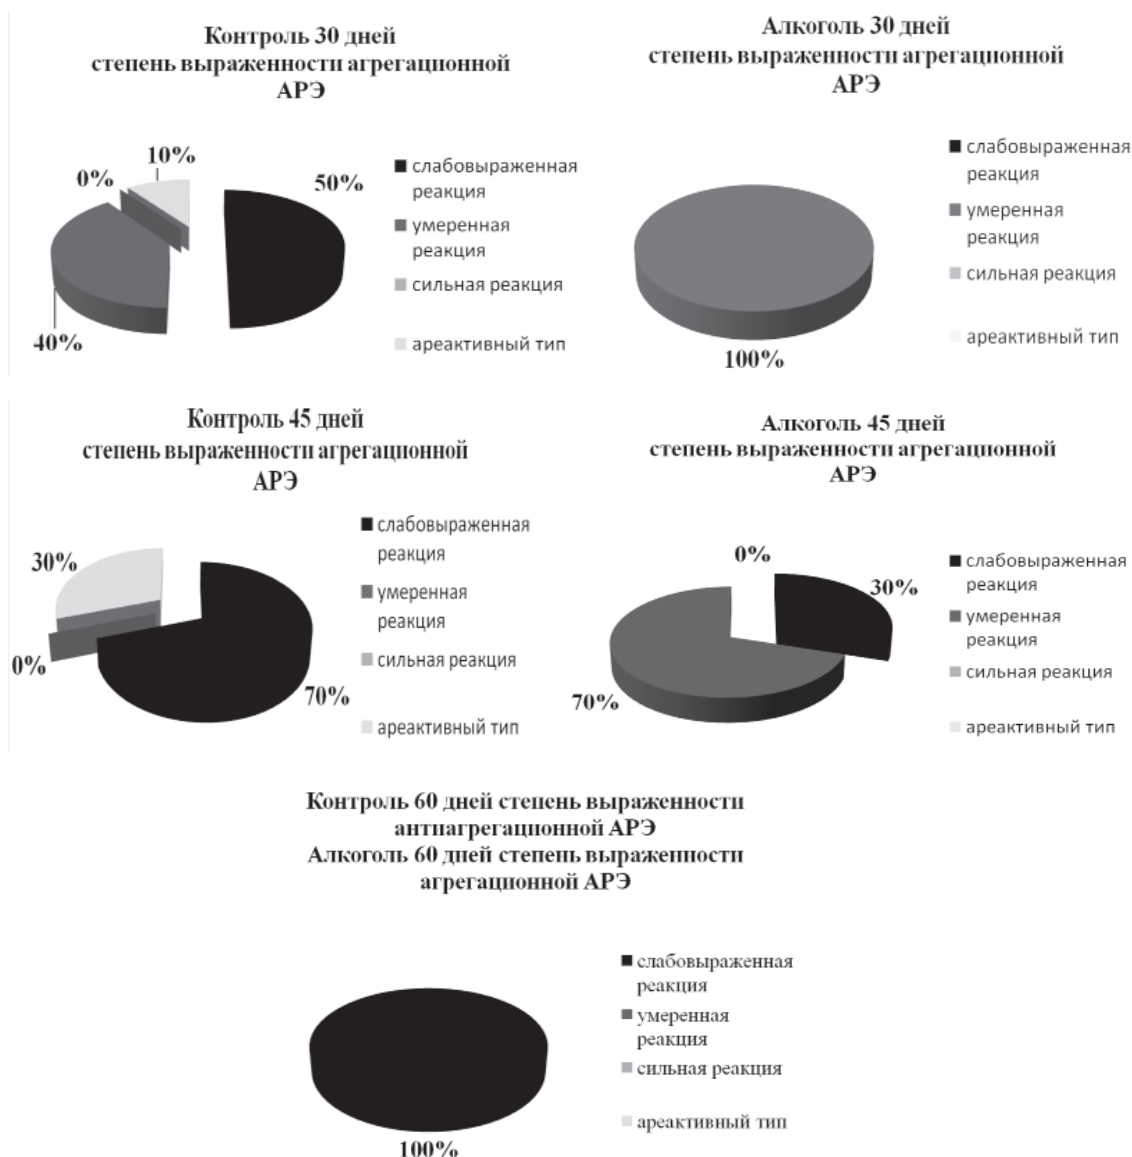 Контроль 30 дней
степень выраженности агрегационной
АРЭ
10%
0%
50%
40%
слабовыраженная
реакция
умеренная
реакция
сильная реакция
ареактивный тип
Алкоголь 30 дней
степень выраженности агрегационной
АРЭ
100%
слабовыраженная
реакция
умеренная
реакция
сильная реакция
ареактивный тип
Контроль 45 дней
степень выраженности агрегационной
АРЭ
30%
0%
70%
слабовыраженная
реакция
умеренная
реакция
сильная реакция
ареактивный тип
Алкоголь 45 дней
степень выраженности агрегационной
АРЭ
0%
30%
70%
слабовыраженная
реакция
умеренная
реакция
сильная реакция
ареактивный тип
Контроль 60 дней степень выраженности
антиагрегационной АРЭ
Алкоголь 60 дней степень выраженности
агрегационной АРЭ
100%
слабовыраженная
реакция
умеренная
реакция
сильная реакция
ареактивный тип